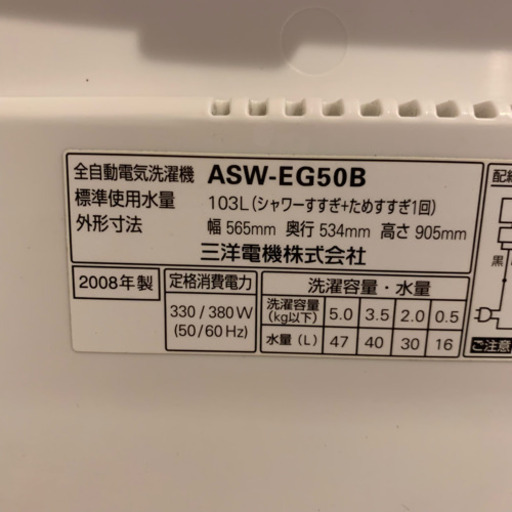 全自動電気洗濯機 ASW-EG50B
標準使用水量 103L(シャワーすすぎ+ためすすぎ1回)
外形寸法 幅 565mm 奥行 534mm 高さ 905mm
三洋電機株式会社
2008年製
定格消費電力
330/380W
(50/60Hz)
洗濯容量・水量
洗濯容量(kg以下) 5.0 3.5 2.0 0.5
水量(L) 47 40 30 16
配
黒
ご注意